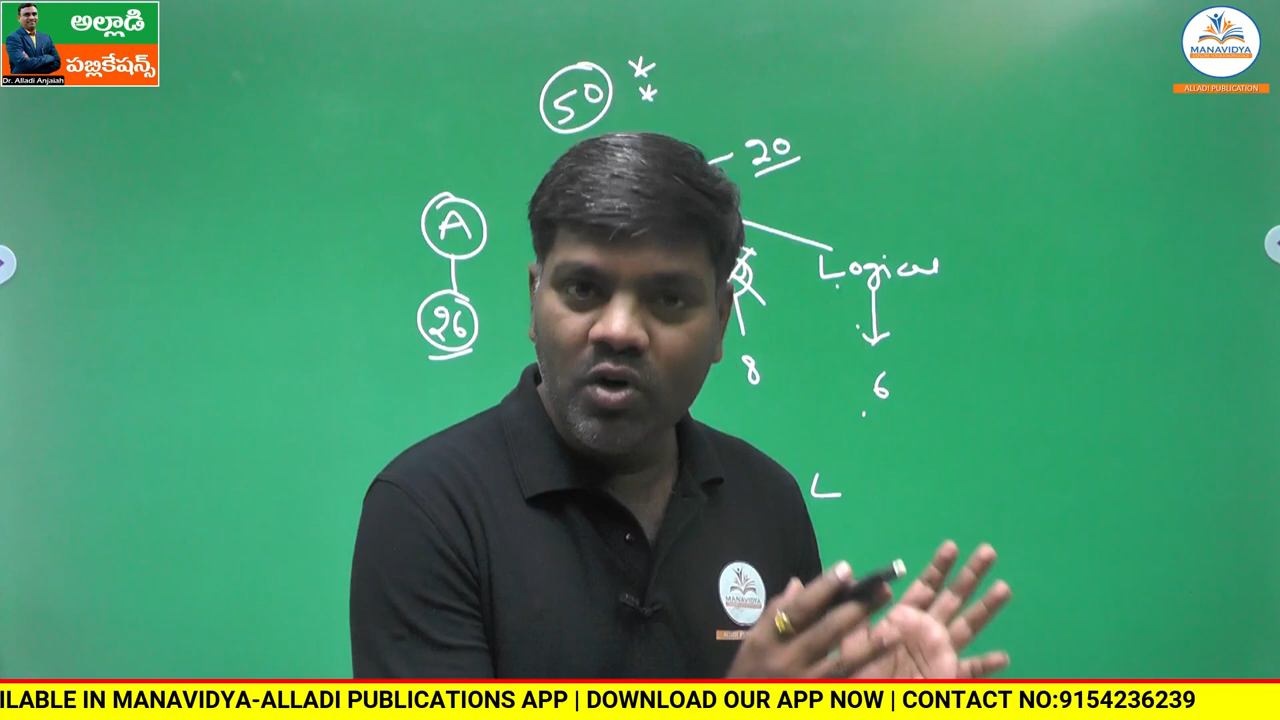 అల్లాడి
పబ్లికేషన్స్
Dr. Alladi Anjaiah
MANAVIDYA
ALLADI PUBLICATION
50 * *
20
A
26
Logical
8
6
L
MANAVIDYA
ILABLE IN MANAVIDYA-ALLADI PUBLICATIONS APP | DOWNLOAD OUR APP NOW | CONTACT NO:9154236239